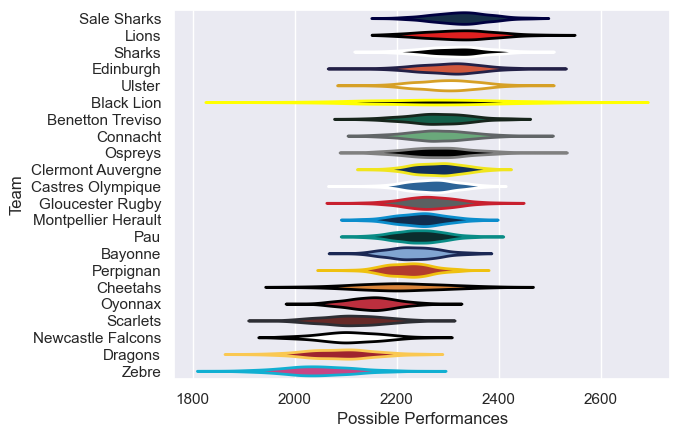 Sale Sharks
Lions
Sharks
Edinburgh
Ulster
Black Lion
Benetton Treviso
Connacht
Ospreys
Clermont Auvergne
Castres Olympique
Gloucester Rugby
Montpellier Herault
Pau
Bayonne
Perpignan
Cheetahs
Oyonnax
Scarlets
Newcastle Falcons
Dragons
Zebre
Team
1800 2000 2200 2400 2600
Possible Performances